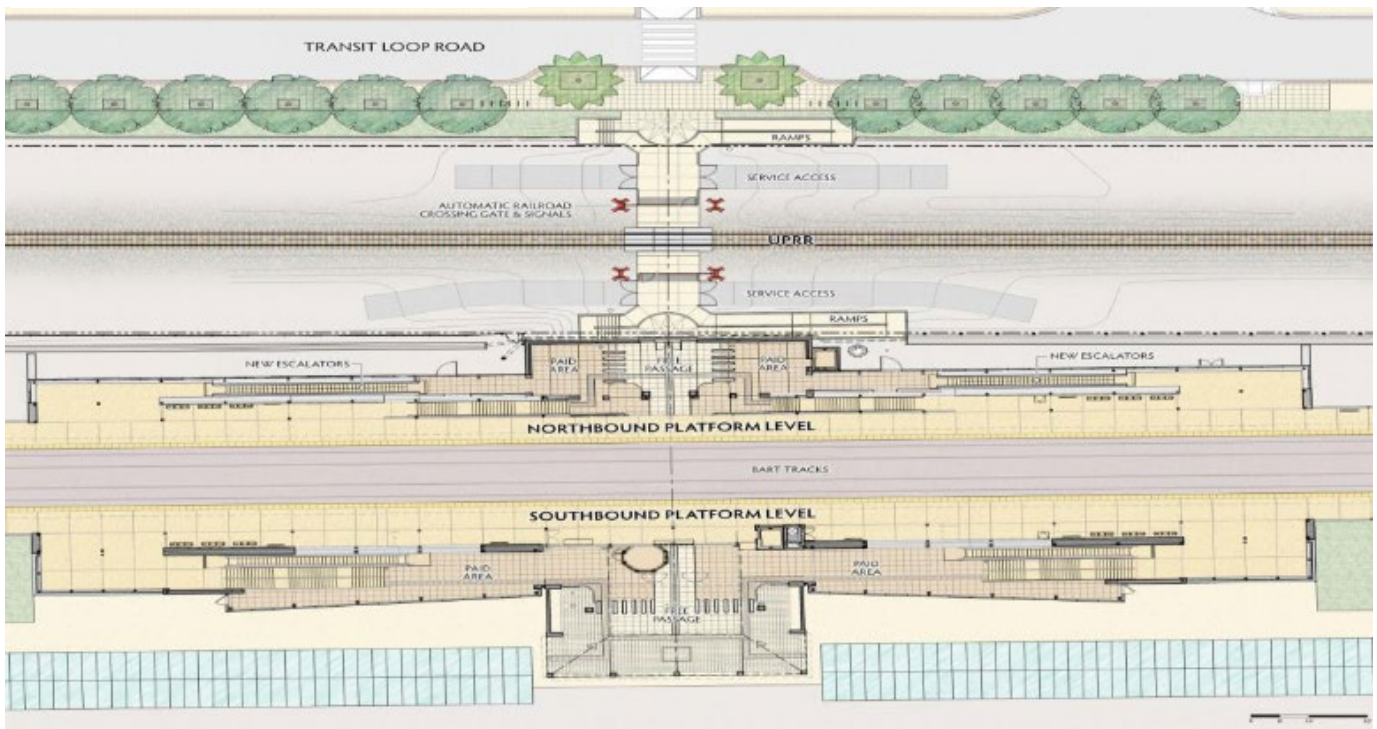 TRANSIT LOOP ROAD
RAMPS
SERVICE ACCESS
AUTOMATIC RAILROAD
CROSSING GATE & SIGNALS
UPRR
SERVICE ACCESS
RAMPS
NEW ESCALATORS
PAID
AREA
FREE
PASSAGE
PAID
AREA
NEW ESCALATORS
NORTHBOUND PLATFORM LEVEL
BART TRACKS
SOUTHBOUND PLATFORM LEVEL
PAID
AREA
PAID
AREA
FREE
PASSAGE